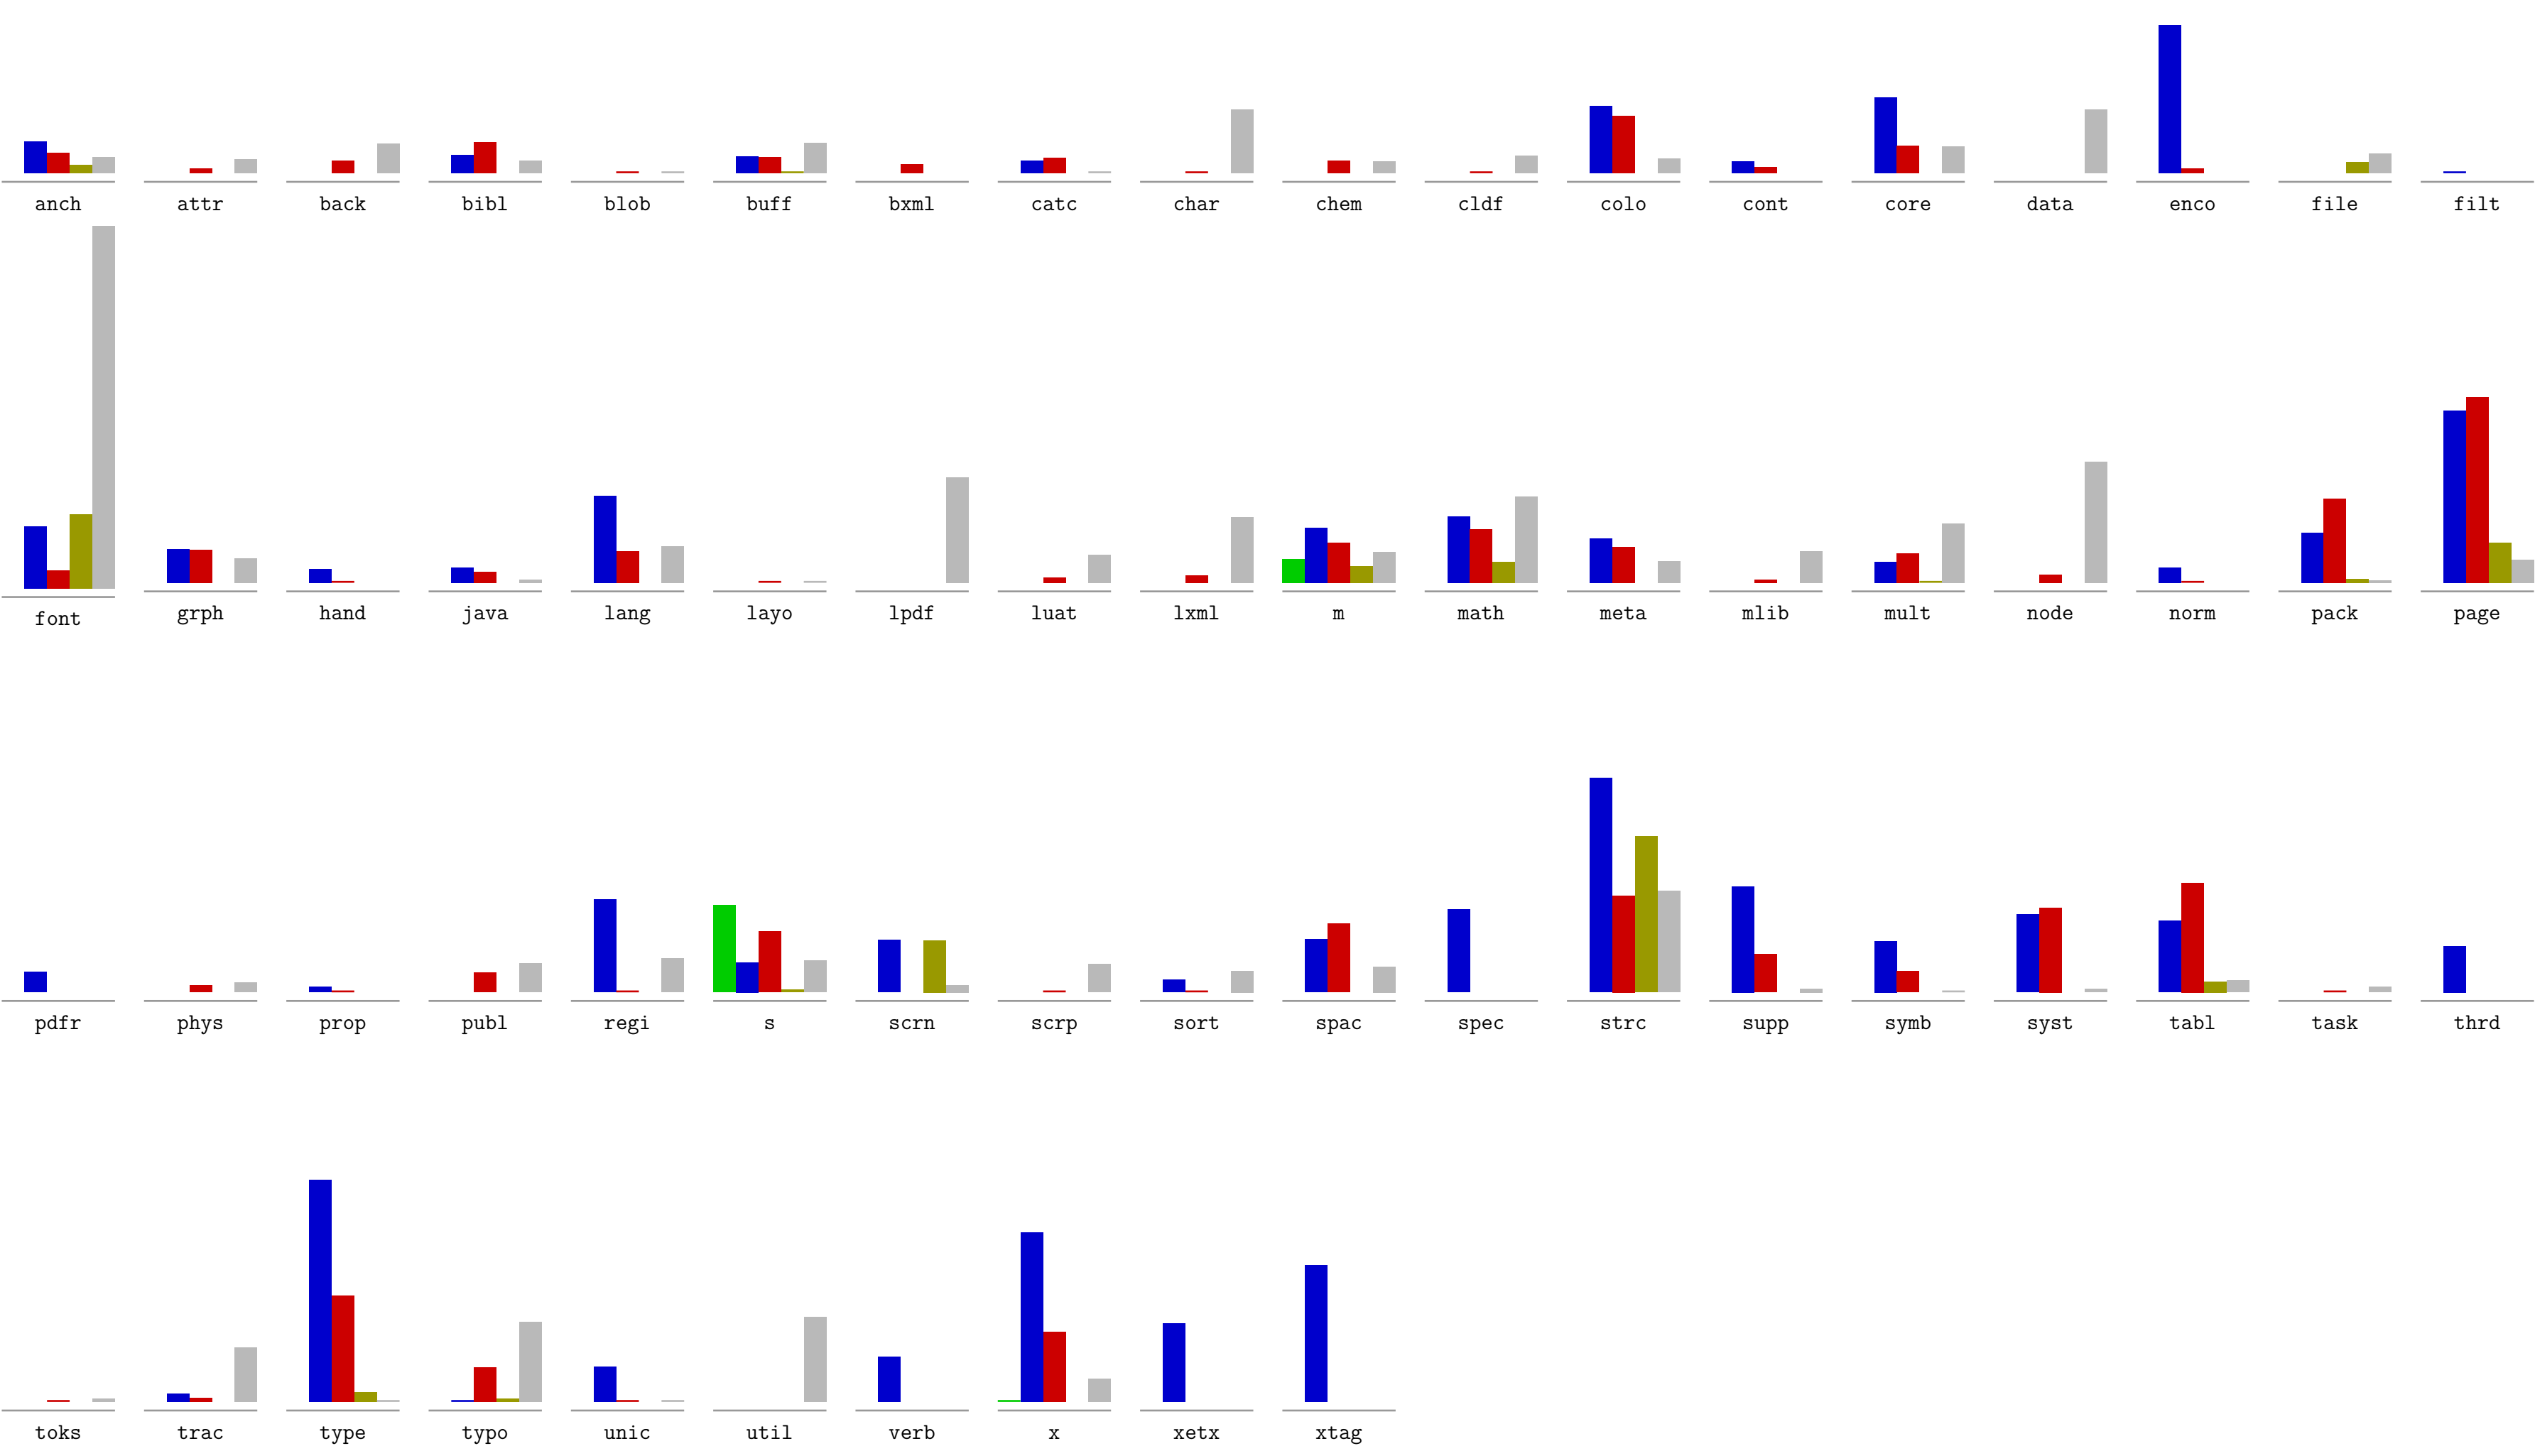 anch attr back bibl blob buff bxml catc char chem cldf colo cont core data enco file filt
font grph hand java lang layo lpdf luat lxml m math meta mlib mult node norm pack page
pdfr phys prop publ regi s scrn scrp sort spac spec strc supp symb syst tabl task thrd
toks trac type typo unic util verb x xetx xtag